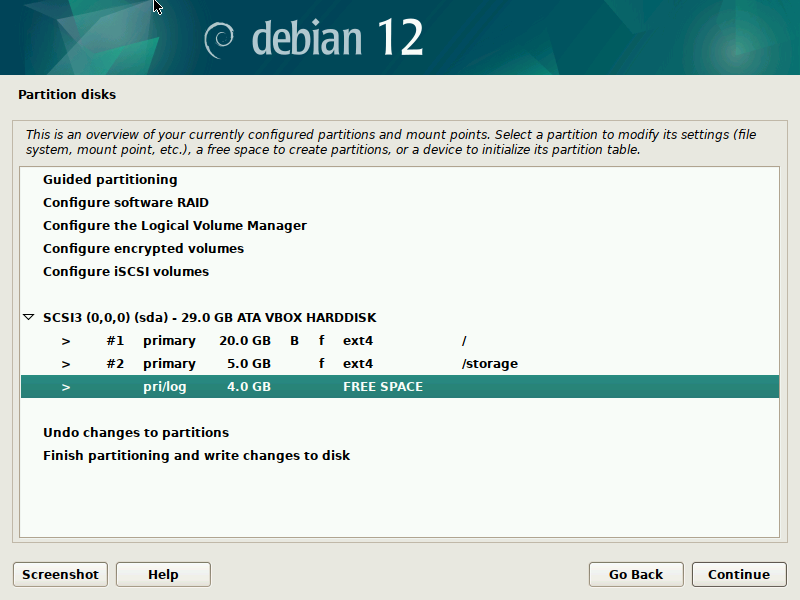 debian 12
Partition disks
This is an overview of your currently configured partitions and mount points. Select a partition to modify its settings (file
system, mount point, etc.), a free space to create partitions, or a device to initialize its partition table.
Guided partitioning
Configure software RAID
Configure the Logical Volume Manager
Configure encrypted volumes
Configure iSCSI volumes
SCSI3 (0,0,0) (sda) - 29.0 GB ATA VBOX HARDDISK
> #1 primary 20.0 GB B f ext4 /
> #2 primary 5.0 GB f ext4 /storage
> pri/log 4.0 GB FREE SPACE
Undo changes to partitions
Finish partitioning and write changes to disk
Screenshot Help Go Back Continue